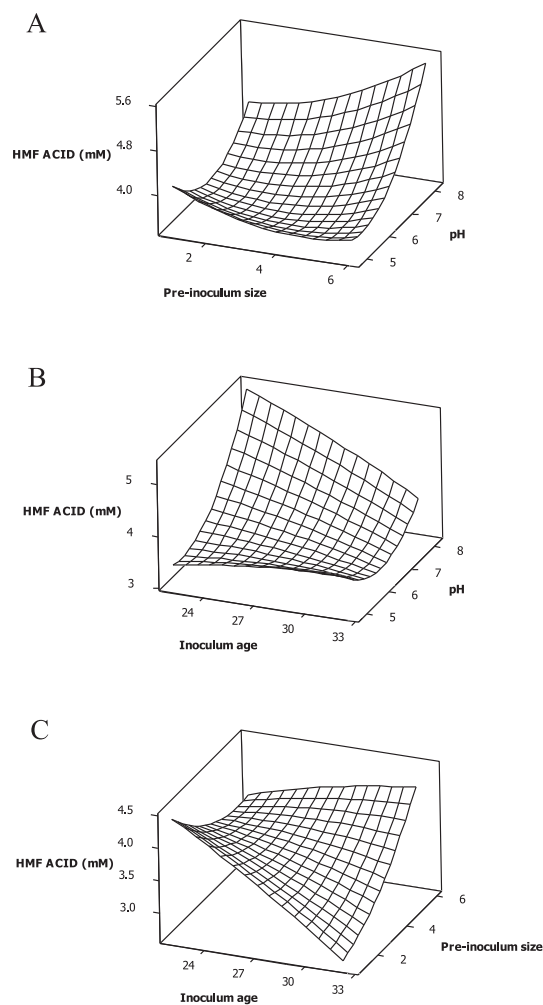 A
5.6
4.8
HMF ACID (mM)
4.0
2
4
6
Pre-inoculum size
5
6
7
8
pH
B
5
HMF ACID (mM)
4
3
24
27
30
33
Inoculum age
5
6
7
8
pH
C
4.5
4.0
HMF ACID (mM)
3.5
3.0
24
27
30
33
Inoculum age
2
4
6
Pre-inoculum size